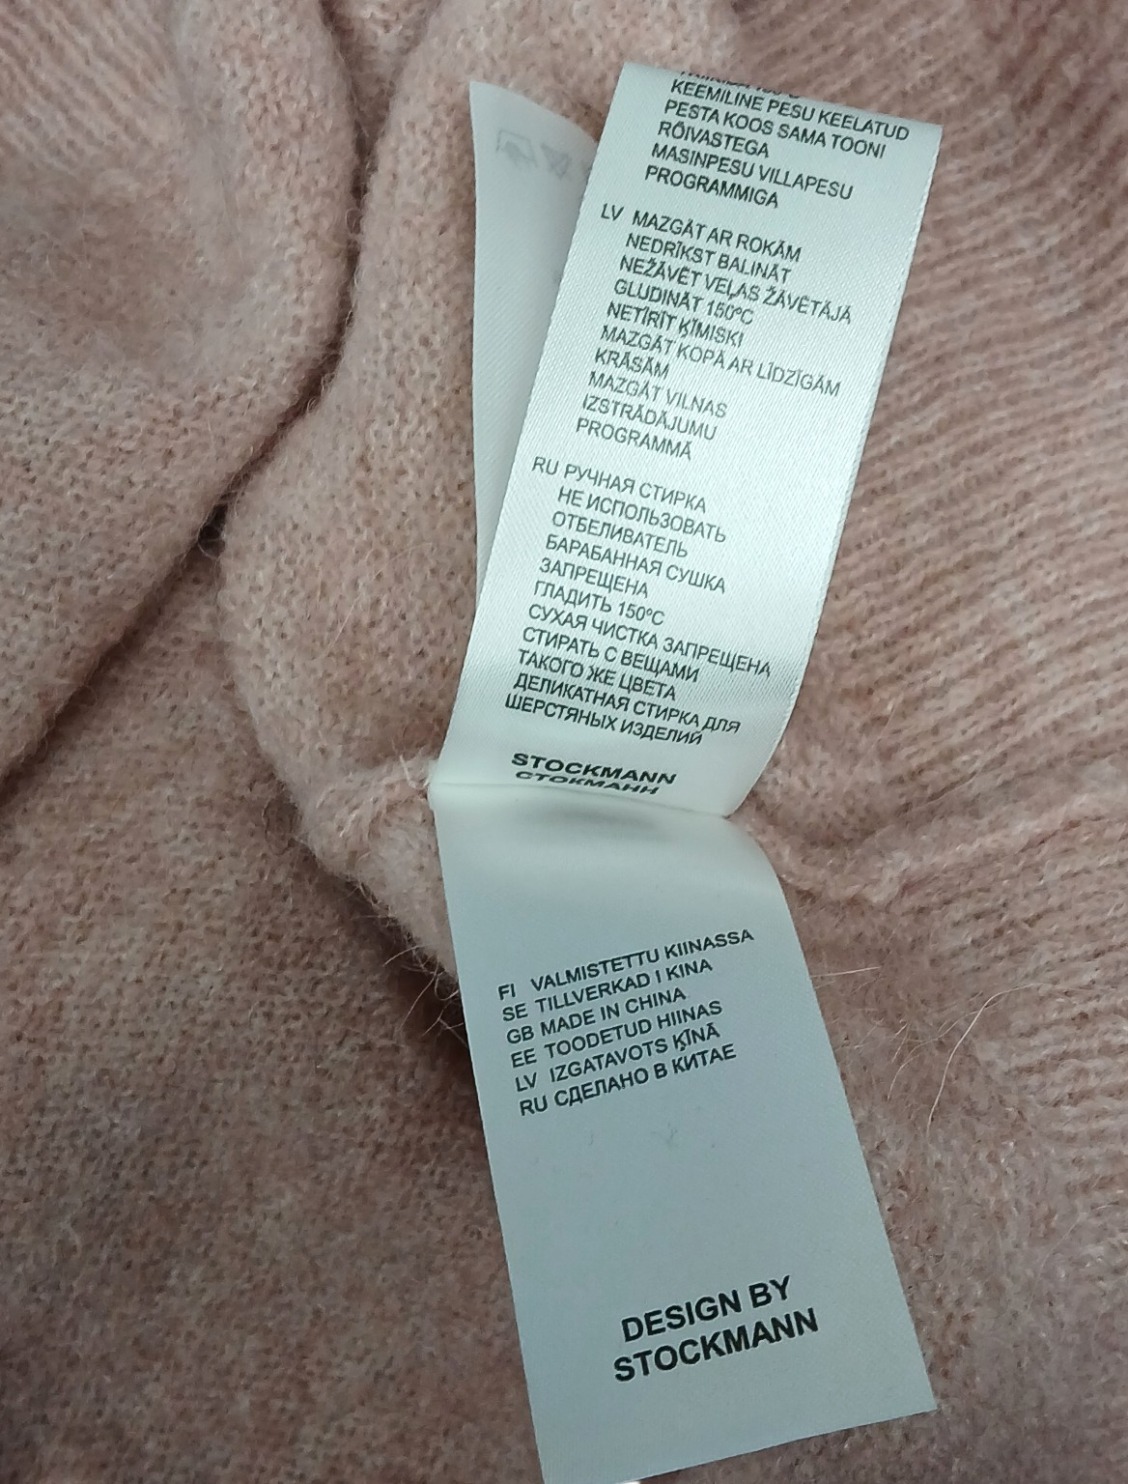 KEEMILINE PESU KEELATUD
PESTA KOOS SAMA TOONI
RÕIVASTEGA
MASINPESU VILLAPESU
PROGRAMMIGA
LV MAZGĀT AR ROKĀM
NEDRĪKST BALINĀT
NEŽĀVĒT VEĻAS ŽĀVĒTĀJĀ
GLUDINĀT 150ºC
NETĪRĪT ĶĪMISKI
MAZGĀT KOPĀ AR LĪDZĪGĀM
KRĀSĀM
MAZGĀT VILNAS
IZSTRĀDĀJUMU
PROGRAMMĀ
RU РУЧНАЯ СТИРКА
НЕ ИСПОЛЬЗОВАТЬ
ОТБЕЛИВАТЕЛЬ
БАРАБАННАЯ СУШКА
ЗАПРЕЩЕНА
ГЛАДИТЬ 150ºC
СУХАЯ ЧИСТКА ЗАПРЕЩЕНА
СТИРАТЬ С ВЕЩАМИ
ТАКОГО ЖЕ ЦВЕТА
ДЕЛИКАТНАЯ СТИРКА ДЛЯ
ШЕРСТЯНЫХ ИЗДЕЛИЙ
STOCKMANN
СТОКМАНН
FI VALMISTETTU KIINASSA
SE TILLVERKAD I KINA
GB MADE IN CHINA
EE TOODETUD HIINAS
LV IZGATAVOTS ĶĪNĀ
RU СДЕЛАНО В КИТАЕ
DESIGN BY
STOCKMANN